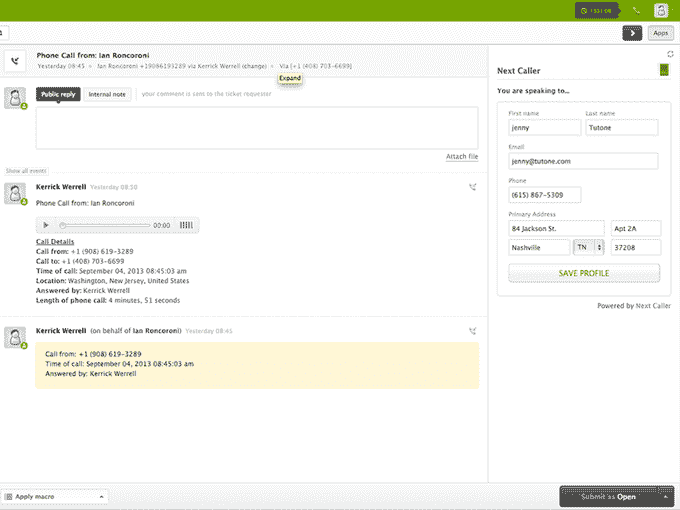 Apps
Phone Call from: Ian Roncoroni
Yesterday 08:45 Ian Roncoroni +19086193289 via Kerrick Werrell (change) Via [+1 (408) 703-6699]
Expand
Public reply Internal note your comment is sent to the ticket requester
Attach file
Show all events
Kerrick Werrell Yesterday 08:50
Phone Call from: Ian Roncoroni
00:00
Call Details
Call from: +1 (908) 619-3289
Call to: +1 (408) 703-6699
Time of call: September 04, 2013 08:45:03 am
Location: Washington, New Jersey, United States
Answered by: Kerrick Werrell
Length of phone call: 4 minutes, 51 seconds
Kerrick Werrell (on behalf of Ian Roncoroni) Yesterday 08:45
Call from: +1 (908) 619-3289
Time of call: September 04, 2013 08:45:03 am
Answered by: Kerrick Werrell
Apply macro
Next Caller
You are speaking to...
First name Last name
jenny Tutone
Email
jenny@tutone.com
Phone
(615) 867-5309
Primary Address
84 Jackson St. Apt 2A
Nashville TN 37208
SAVE PROFILE
Powered by Next Caller
Submit as Open